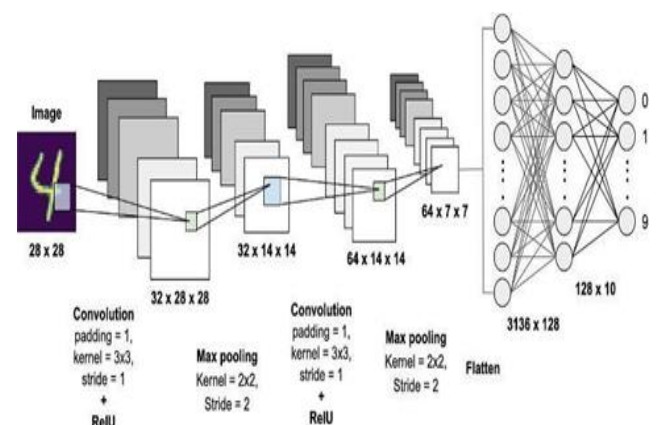 Image
28 x 28
32 x 28 x 28
32 x 14 x 14
64 x 14 x 14
64 x 7 x 7
3136 x 128
128 x 10
0
1
9
Convolution
padding = 1,
kernel = 3x3,
stride = 1
+
RelU
Max pooling
Kernel = 2x2,
Stride = 2
Convolution
padding = 1,
kernel = 3x3,
stride = 1
+
RelU
Max pooling
Kernel = 2x2,
Stride = 2
Flatten